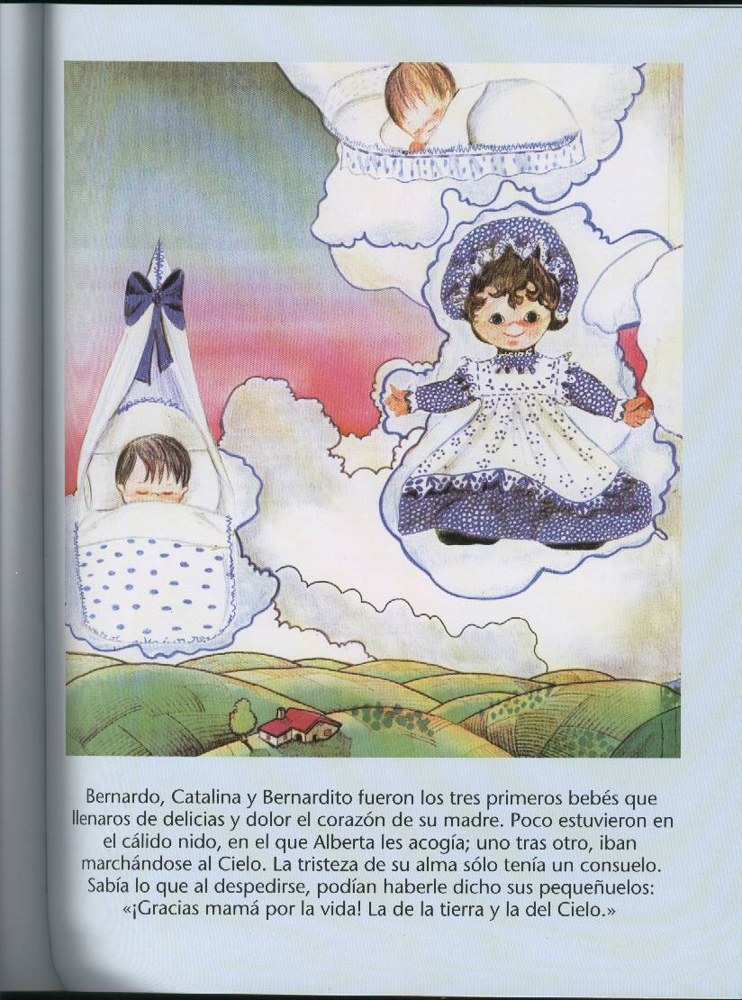 Bernardo, Catalina y Bernardito fueron los tres primeros bebés que
llenaros de delicias y dolor el corazón de su madre. Poco estuvieron en
el cálido nido, en el que Alberta les acogía; uno tras otro, iban
marchándose al Cielo. La tristeza de su alma sólo tenía un consuelo.
Sabía lo que al despedirse, podían haberle dicho sus pequeñuelos:
«¡Gracias mamá por la vida! La de la tierra y la del Cielo.»